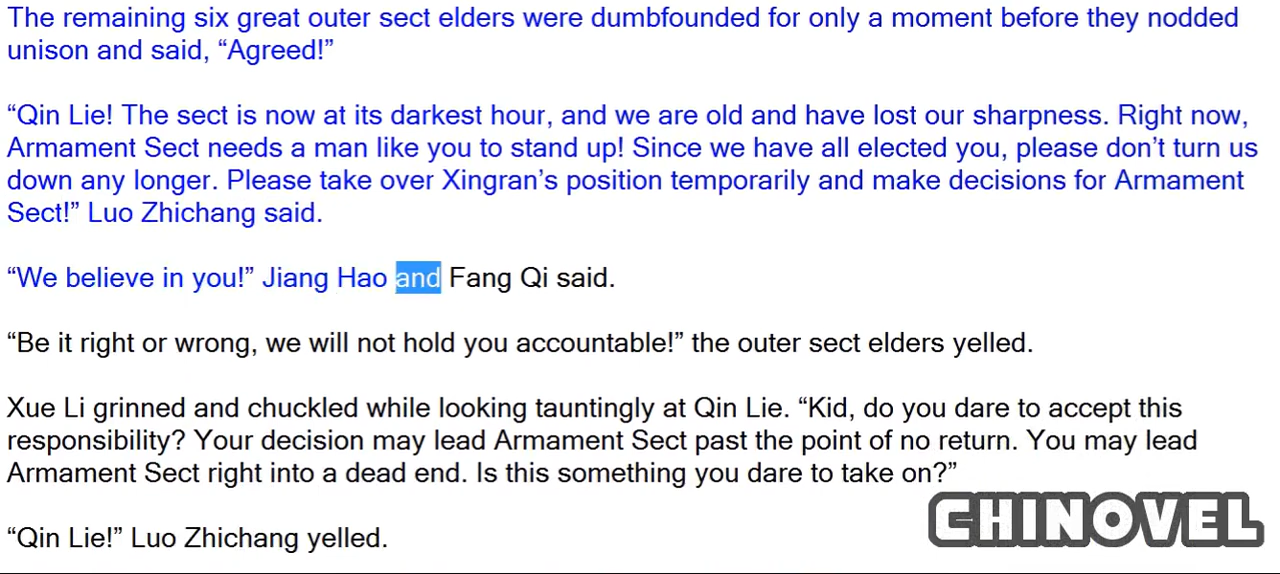 The remaining six great outer sect elders were dumbfounded for only a moment before they nodded
unison and said, “Agreed!”
“Qin Lie! The sect is now at its darkest hour, and we are old and have lost our sharpness. Right now,
Armament Sect needs a man like you to stand up! Since we have all elected you, please don’t turn us
down any longer. Please take over Xingran’s position temporarily and make decisions for Armament
Sect!” Luo Zhichang said.
“We believe in you!” Jiang Hao and Fang Qi said.
“Be it right or wrong, we will not hold you accountable!” the outer sect elders yelled.
Xue Li grinned and chuckled while looking tauntingly at Qin Lie. “Kid, do you dare to accept this
responsibility? Your decision may lead Armament Sect past the point of no return. You may lead
Armament Sect right into a dead end. Is this something you dare to take on?”
“Qin Lie!” Luo Zhichang yelled.
CHINOVEL